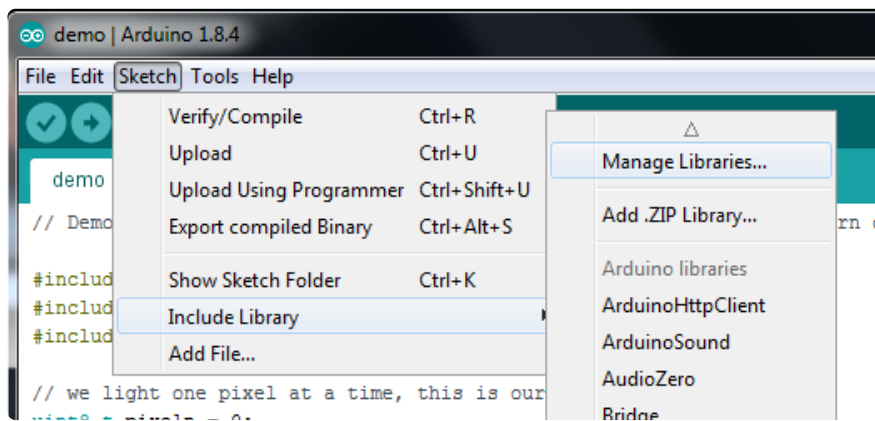 demo | Arduino 1.8.4
File Edit Sketch Tools Help
Verify/Compile Ctrl+R
Upload Ctrl+U
Upload Using Programmer Ctrl+Shift+U
Export compiled Binary Ctrl+Alt+S
Show Sketch Folder Ctrl+K
Include Library
Add File...
Manage Libraries...
Add .ZIP Library...
Arduino libraries
ArduinoHttpClient
ArduinoSound
AudioZero
Bridge
demo
// Demo
rn
#includ
#includ
#includ
// we light one pixel at a time, this is our